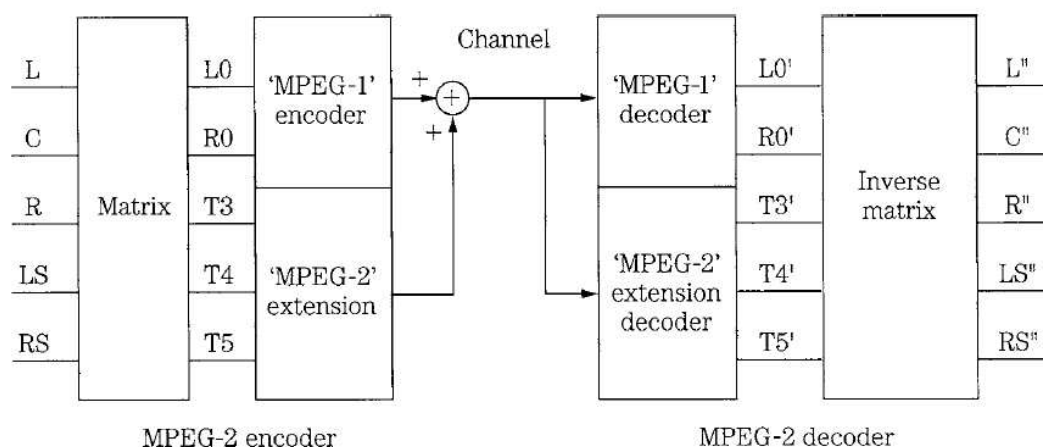 Channel
L
C
R
LS
RS
Matrix
L0
R0
T3
T4
T5
'MPEG-1'
encoder
'MPEG-2'
extension
+
+
+
'MPEG-1'
decoder
'MPEG-2'
extension
decoder
L0'
R0'
T3'
T4'
T5'
Inverse
matrix
L"
C"
R"
LS"
RS"
MPEG-2 encoder
MPEG-2 decoder